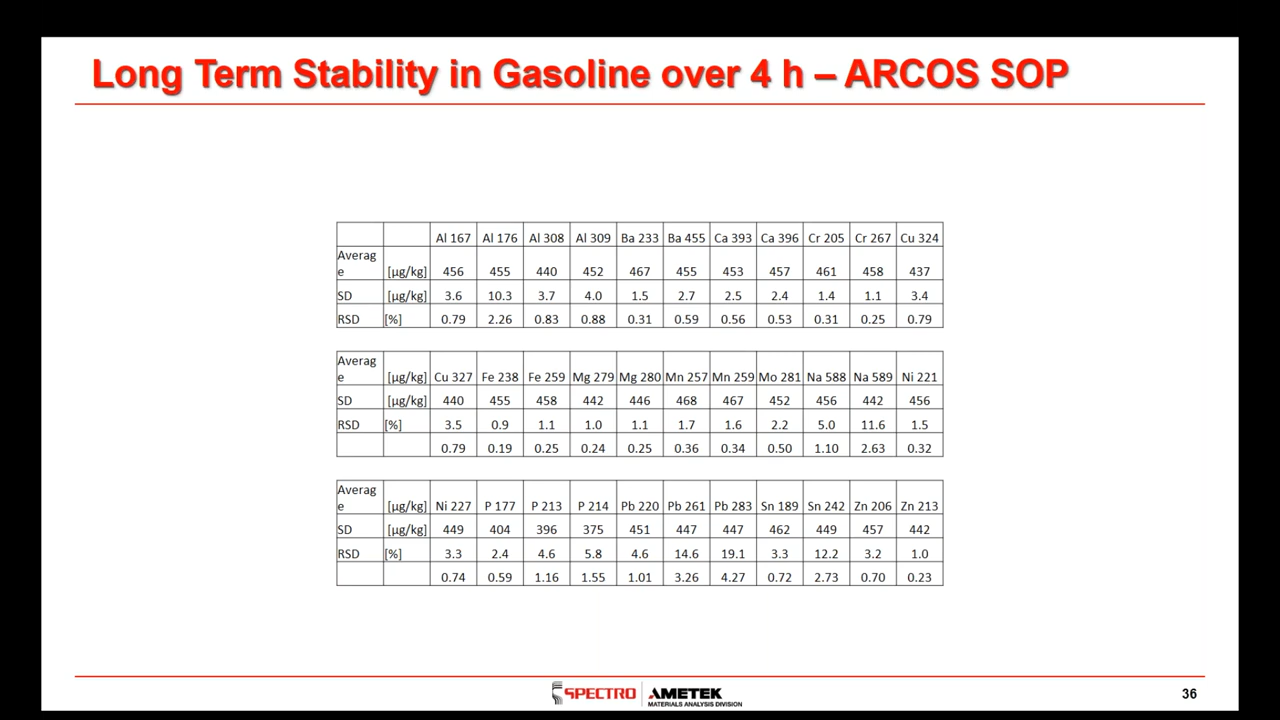 Long Term Stability in Gasoline over 4 h – ARCOS SOP
Al 167 Al 176 Al 308 Al 309 Ba 233 Ba 455 Ca 393 Ca 396 Cr 205 Cr 267 Cu 324
Averag
e [µg/kg] 456 455 440 452 467 455 453 457 461 458 437
SD [µg/kg] 3.6 10.3 3.7 4.0 1.5 2.7 2.5 2.4 1.4 1.1 3.4
RSD [%] 0.79 2.26 0.83 0.88 0.31 0.59 0.56 0.53 0.31 0.25 0.79
Averag
e [µg/kg] Cu 327 Fe 238 Fe 259 Mg 279 Mg 280 Mn 257 Mn 259 Mo 281 Na 588 Na 589 Ni 221
SD [µg/kg] 440 455 458 442 446 468 467 452 456 442 456
RSD [%] 3.5 0.9 1.1 1.0 1.1 1.7 1.6 2.2 5.0 11.6 1.5
0.79 0.19 0.25 0.24 0.25 0.36 0.34 0.50 1.10 2.63 0.32
Averag
e [µg/kg] Ni 227 P 177 P 213 P 214 Pb 220 Pb 261 Pb 283 Sn 189 Sn 242 Zn 206 Zn 213
SD [µg/kg] 449 404 396 375 451 447 447 462 449 457 442
RSD [%] 3.3 2.4 4.6 5.8 4.6 14.6 19.1 3.3 12.2 3.2 1.0
0.74 0.59 1.16 1.55 1.01 3.26 4.27 0.72 2.73 0.70 0.23
SPECTRO AMETEK
MATERIALS ANALYSIS DIVISION
36